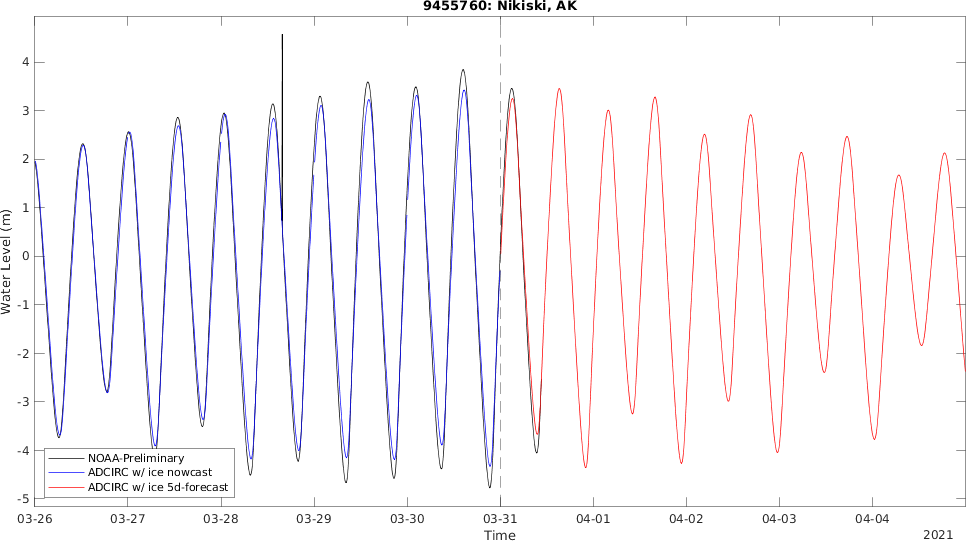 9455760: Nikiski, AK
4
3
2
1
0
-1
-2
-3
-4
-5
Water Level (m)
NOAA-Preliminary
ADCIRC w/ ice nowcast
ADCIRC w/ ice 5d-forecast
03-26 03-27 03-28 03-29 03-30 03-31 04-01 04-02 04-03 04-04
Time
2021